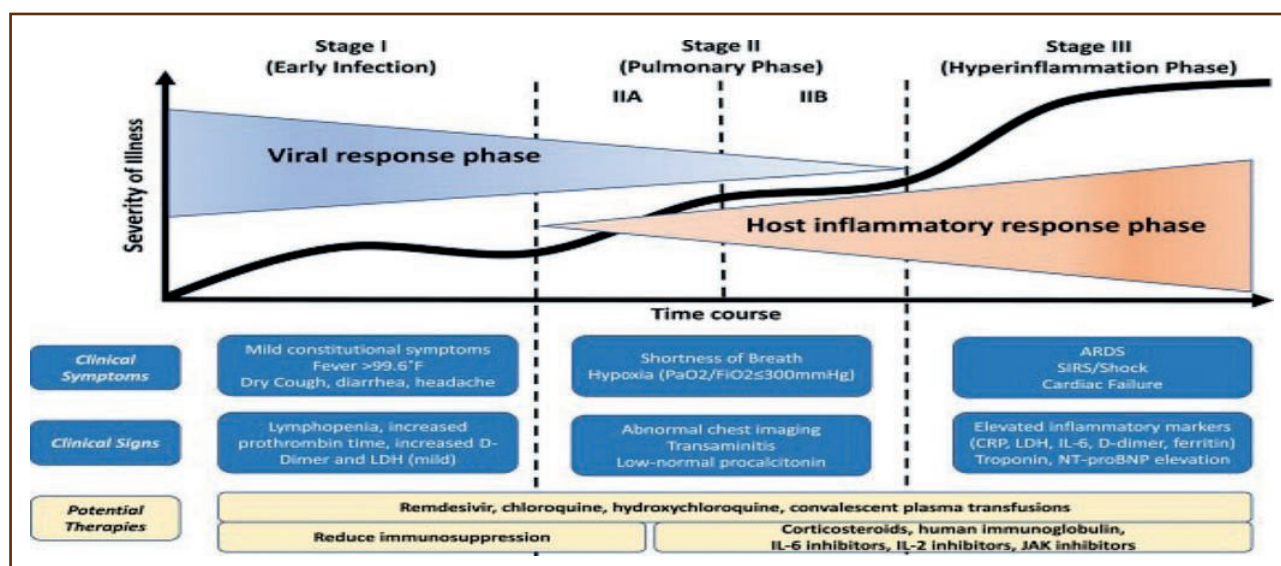 Stage I
(Early Infection)
Stage II
(Pulmonary Phase)
Stage III
(Hyperinflammation Phase)
IIA
IIB
Severity of Illness
Viral response phase
Host inflammatory response phase
Time course
Clinical
Symptoms
Mild constitutional symptoms
Fever >99.6°F
Dry Cough, diarrhea, headache
Shortness of Breath
Hypoxia (PaO2/FiO2≤300mmHg)
ARDS
SIRS/Shock
Cardiac Failure
Clinical Signs
Lymphopenia, increased
prothrombin time, increased D-
Dimer and LDH (mild)
Abnormal chest imaging
Transaminitis
Low-normal procalcitonin
Elevated inflammatory markers
(CRP, LDH, IL-6, D-dimer, ferritin)
Troponin, NT-proBNP elevation
Potential
Therapies
Remdesivir, chloroquine, hydroxychloroquine, convalescent plasma transfusions
Reduce immunosuppression
Corticosteroids, human immunoglobulin,
IL-6 inhibitors, IL-2 inhibitors, JAK inhibitors